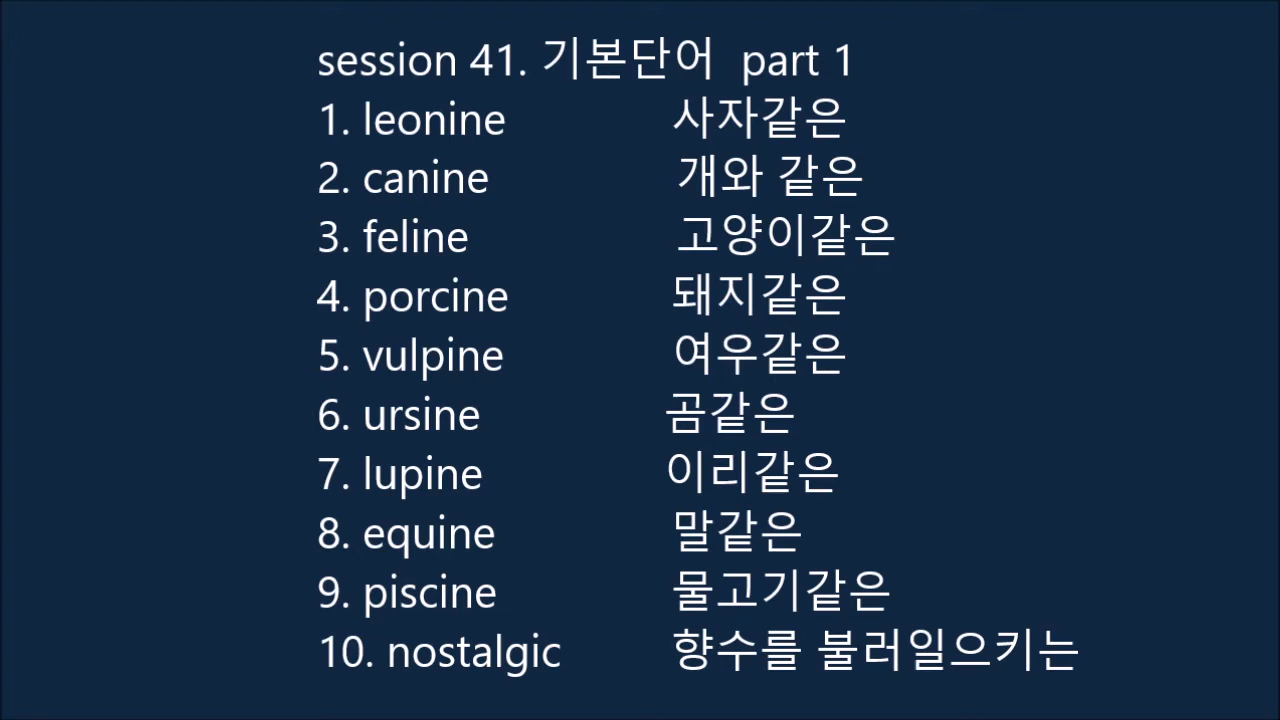 session 41. 기본단어 part 1
1. leonine 사자같은
2. canine 개와 같은
3. feline 고양이같은
4. porcine 돼지같은
5. vulpine 여우같은
6. ursine 곰같은
7. lupine 이리같은
8. equine 말같은
9. piscine 물고기같은
10. nostalgic 향수를 불러일으키는